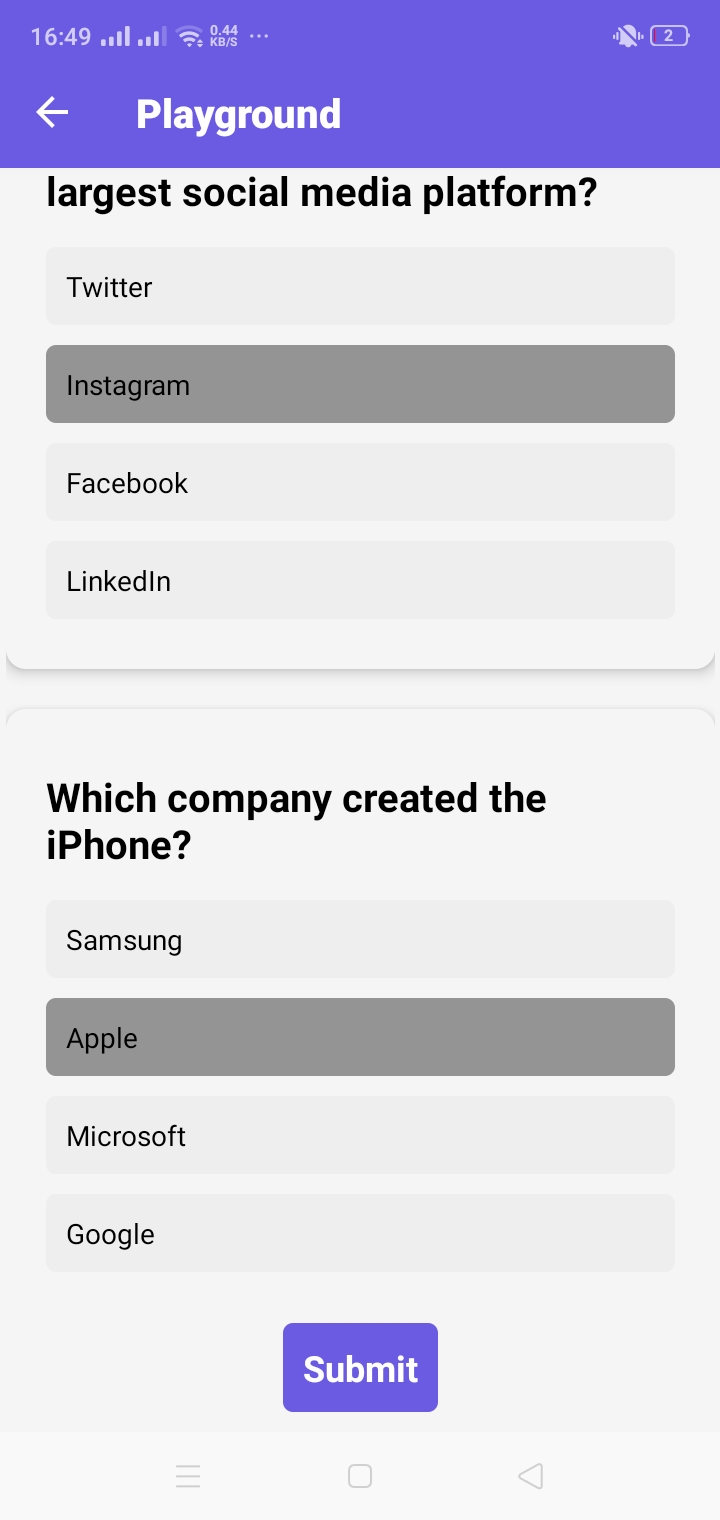 16:49 0.44 KB/S ... 2
Playground
largest social media platform?
Twitter
Instagram
Facebook
LinkedIn
Which company created the
iPhone?
Samsung
Apple
Microsoft
Google
Submit